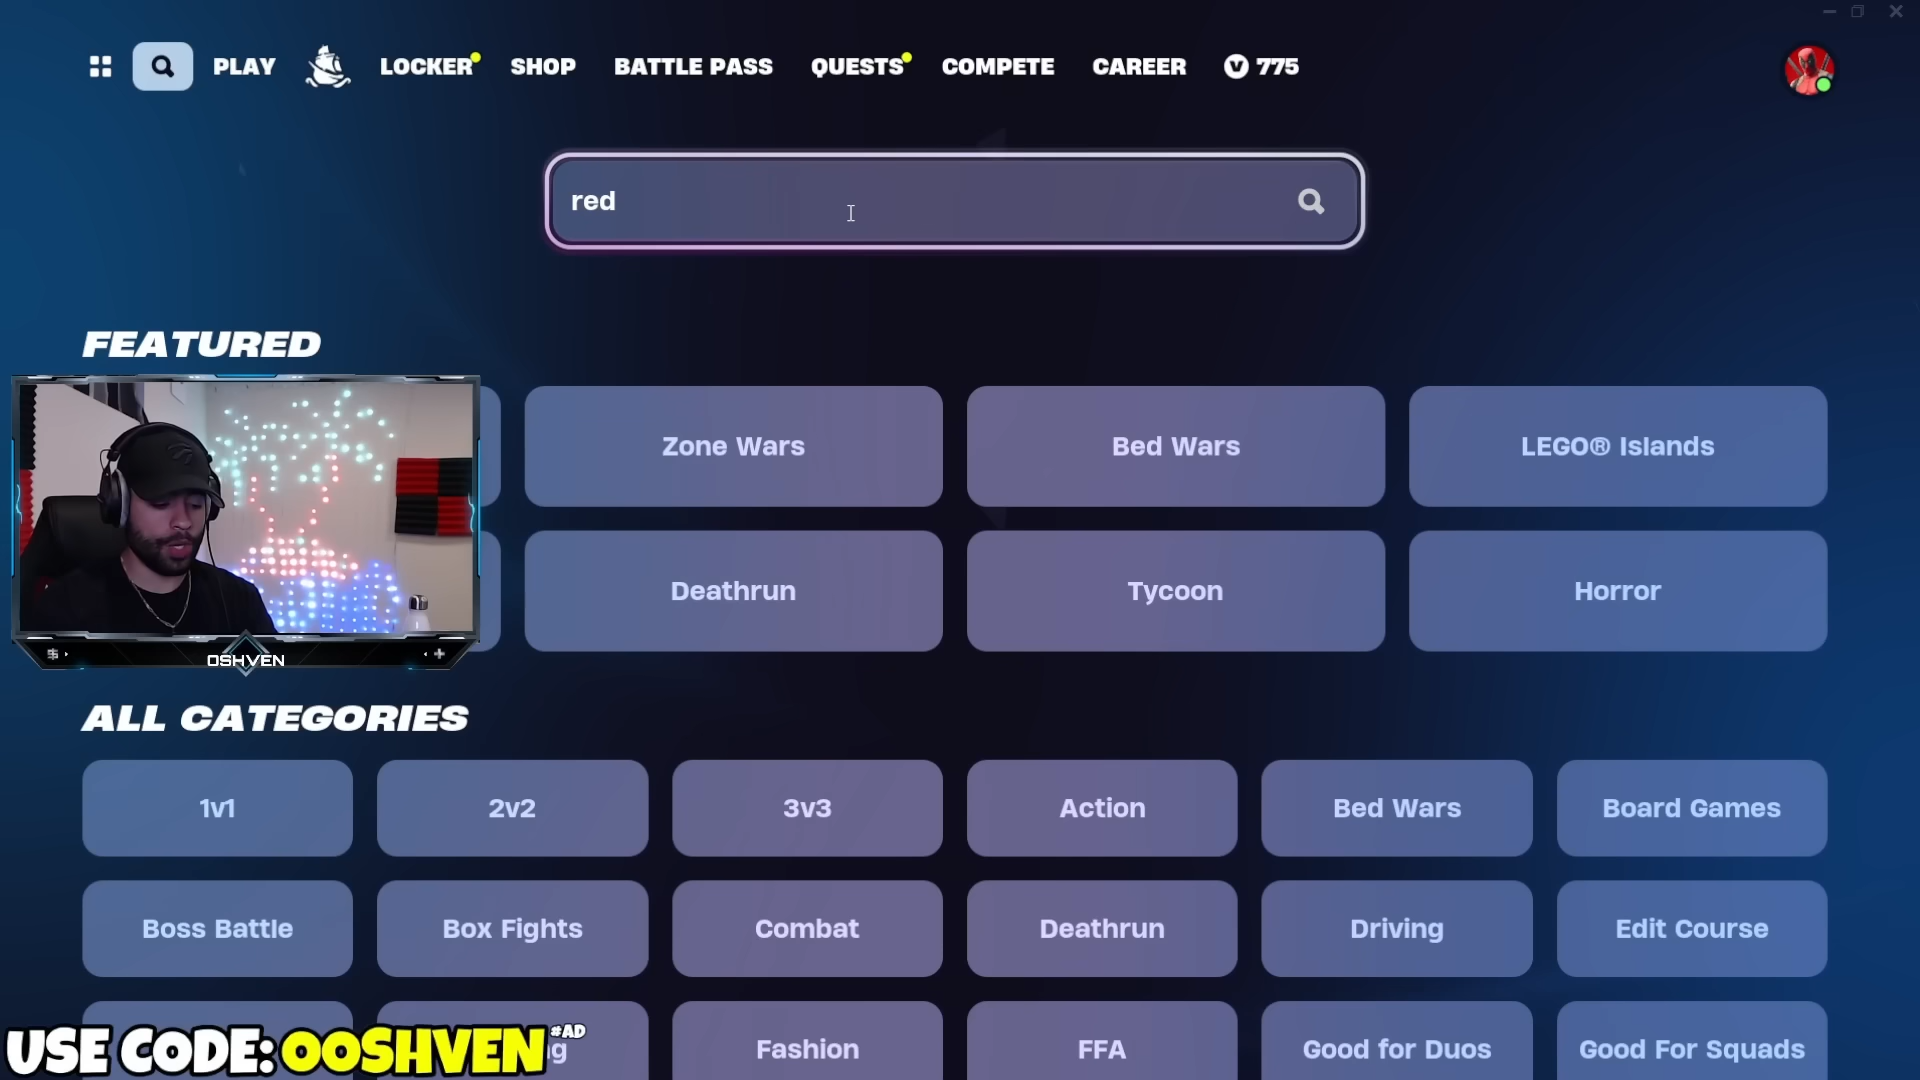 PLAY LOCKER SHOP BATTLE PASS QUESTS COMPETE CAREER V 775
red
FEATURED
Zone Wars Bed Wars LEGO® Islands
Deathrun Tycoon Horror
OSHVEN
ALL CATEGORIES
1v1 2v2 3v3 Action Bed Wars Board Games
Boss Battle Box Fights Combat Deathrun Driving Edit Course
Fashion FFA Good for Duos Good For Squads
USE CODE: OOSHVEN #AD